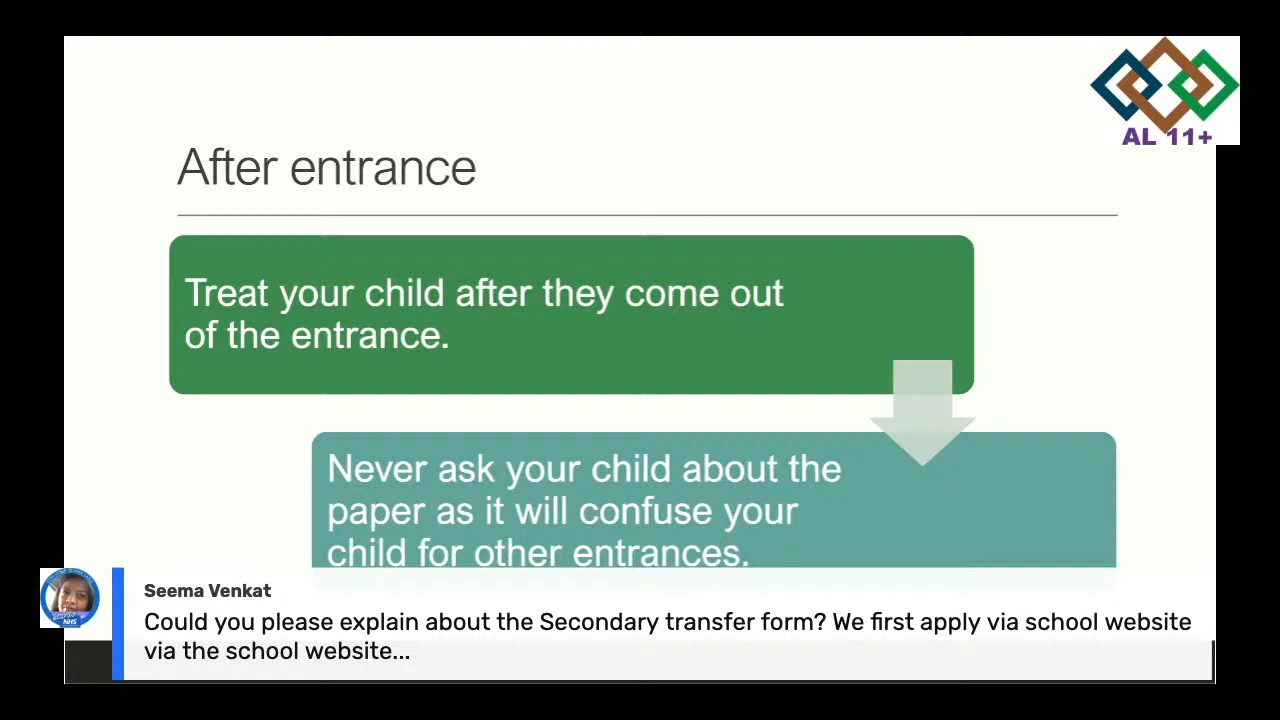 AL 11+
After entrance
Treat your child after they come out
of the entrance.
Never ask your child about the
paper as it will confuse your
child for other entrances.
Seema Venkat
Could you please explain about the Secondary transfer form? We first apply via school website
via the school website...
NHS